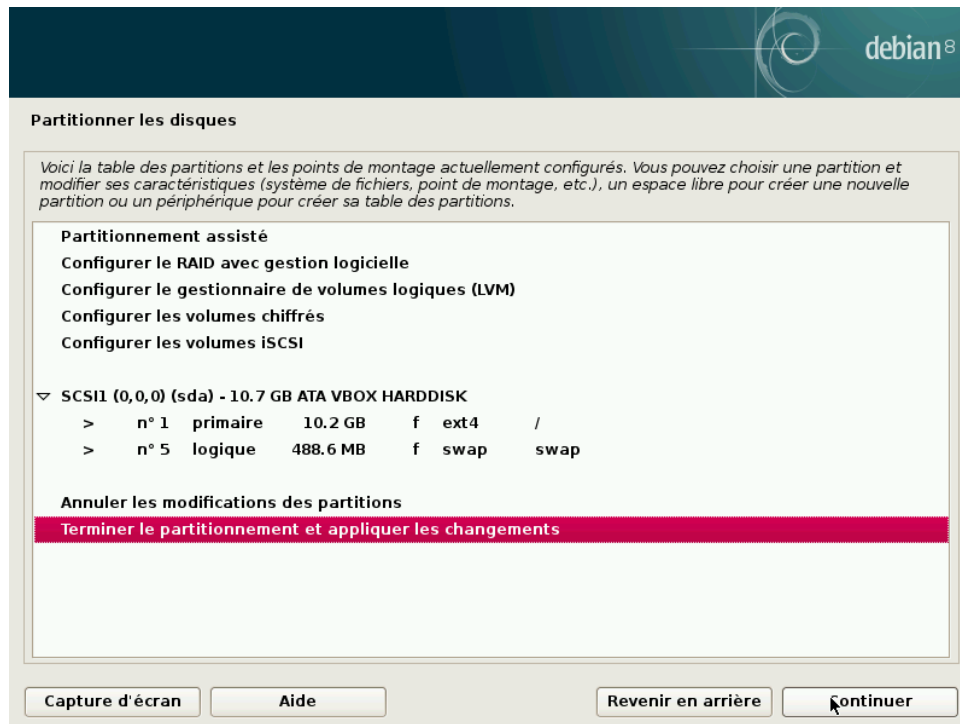 debian 8
Partitionner les disques
Voici la table des partitions et les points de montage actuellement configurés. Vous pouvez choisir une partition et
modifier ses caractéristiques (système de fichiers, point de montage, etc.), un espace libre pour créer une nouvelle
partition ou un périphérique pour créer sa table des partitions.
Partitionnement assisté
Configurer le RAID avec gestion logicielle
Configurer le gestionnaire de volumes logiques (LVM)
Configurer les volumes chiffrés
Configurer les volumes iSCSI
SCSI1 (0,0,0) (sda) - 10.7 GB ATA VBOX HARDDISK
> n° 1 primaire 10.2 GB f ext4 /
> n° 5 logique 488.6 MB f swap swap
Annuler les modifications des partitions
Terminer le partitionnement et appliquer les changements
Capture d'écran Aide Revenir en arrière Continuer